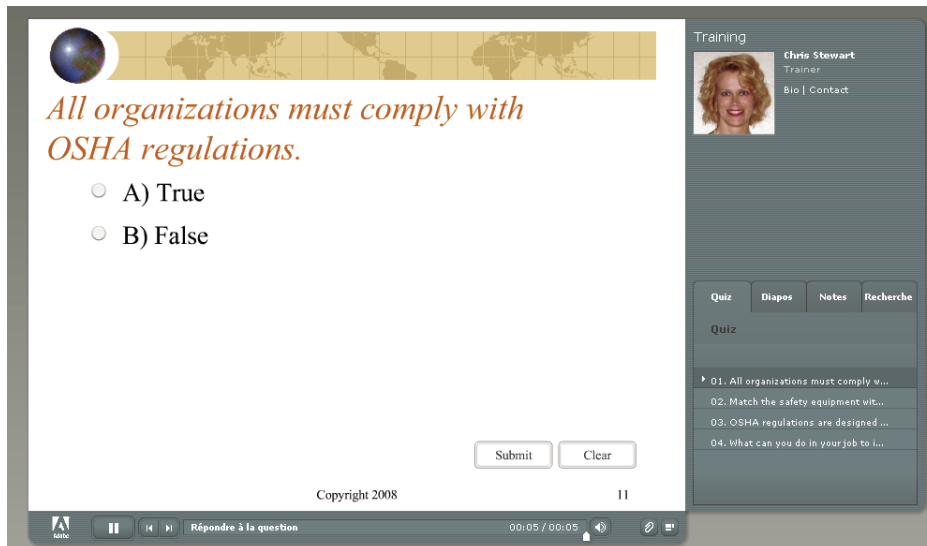 All organizations must comply with
OSHA regulations.
A) True
B) False
Submit
Clear
Copyright 2008
11
Training
Chris Stewart
Trainer
Bio | Contact
Quiz
Diapos
Notes
Recherche
Quiz
01. All organizations must comply w...
02. Match the safety equipment wit...
03. OSHA regulations are designed ...
04. What can you do in your job to i...
Adobe
Répondre à la question
00:05 / 00:05